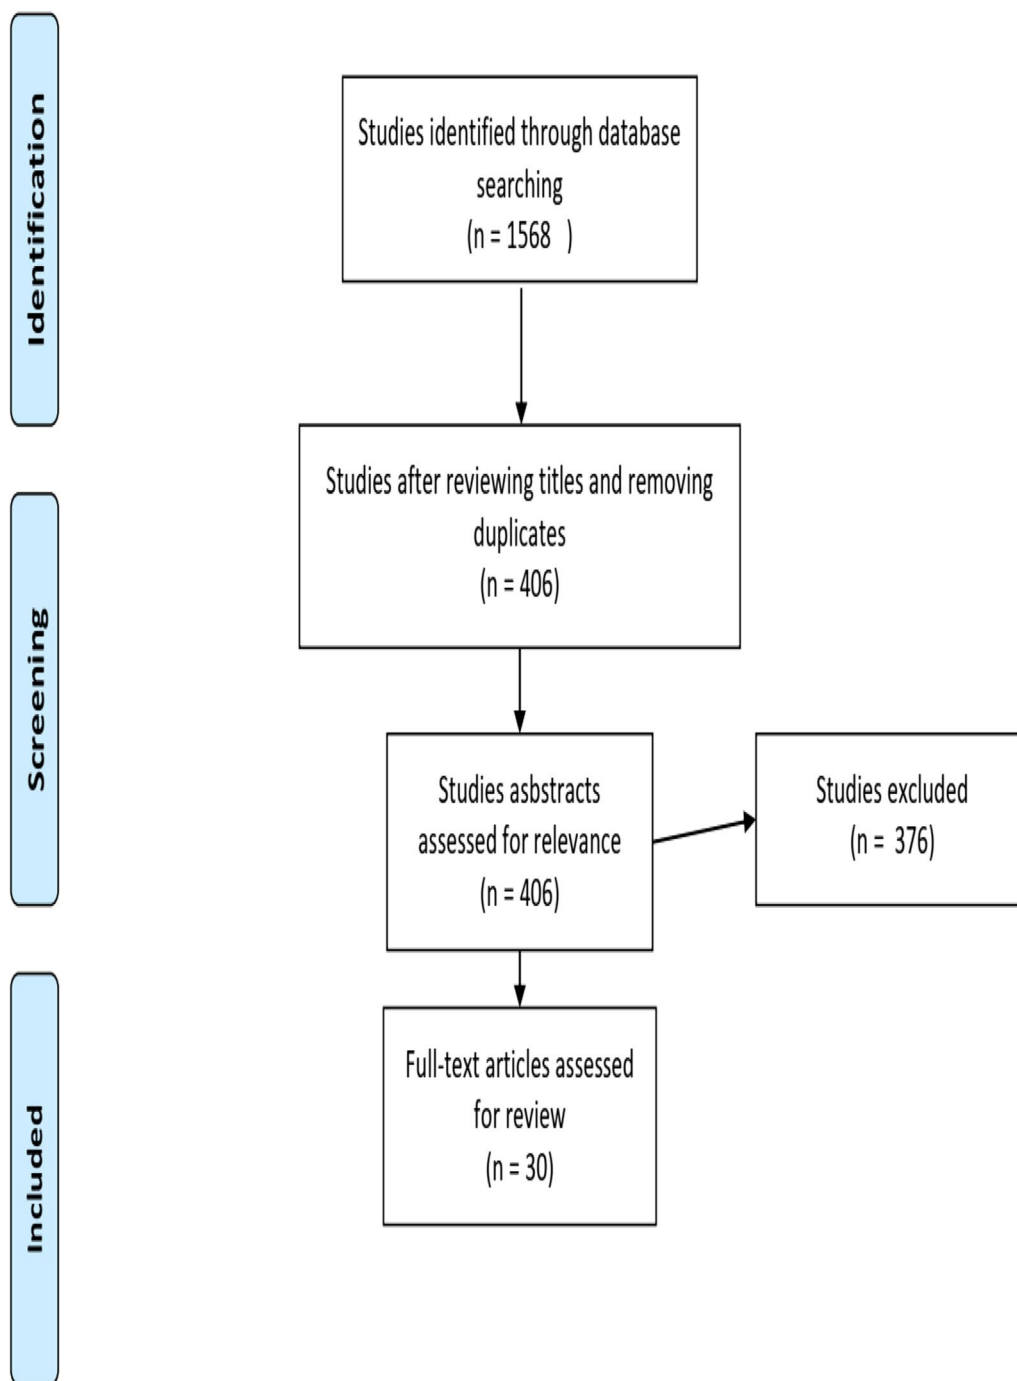 Identification
Studies identified through database
searching
(n = 1568   )
Studies after reviewing titles and removing
duplicates
(n = 406)
Screening
Studies asbstracts
assessed for relevance
(n = 406)
Studies excluded
(n =  376)
Included
Full-text articles assessed
for review
(n = 30)